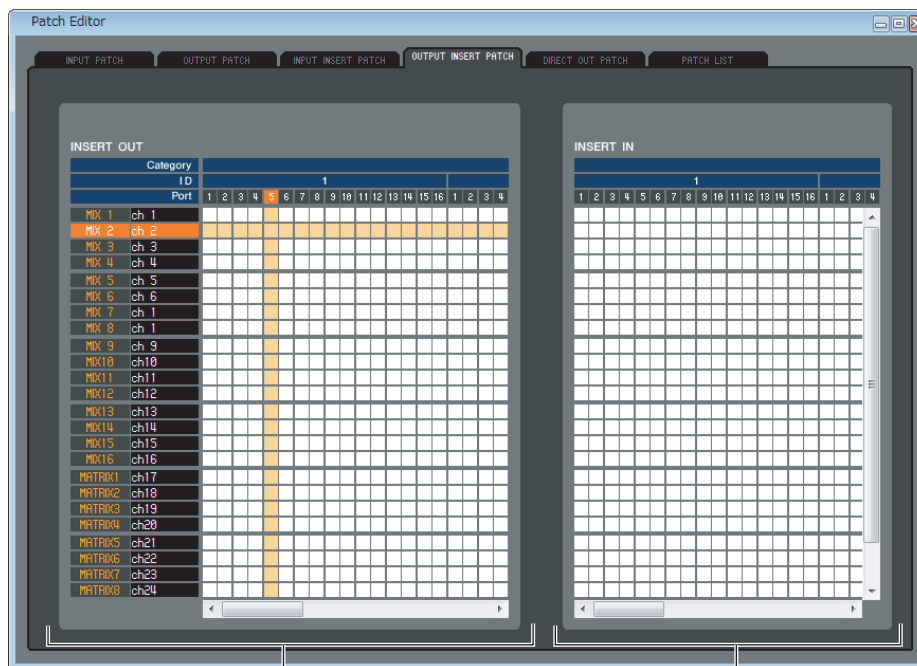 Patch Editor
INPUT PATCH OUTPUT PATCH INPUT INSERT PATCH OUTPUT INSERT PATCH DIRECT OUT PATCH PATCH LIST
INSERT OUT
Category
ID 1
Port 1 2 3 4 5 6 7 8 9 10 11 12 13 14 15 16 1 2 3 4
MIX 1 ch 1
MIX 2 ch 2
MIX 3 ch 3
MIX 4 ch 4
MIX 5 ch 5
MIX 6 ch 6
MIX 7 ch 1
MIX 8 ch 1
MIX 9 ch 9
MIX10 ch10
MIX11 ch11
MIX12 ch12
MIX13 ch13
MIX14 ch14
MIX15 ch15
MIX16 ch16
MATRIX1 ch17
MATRIX2 ch18
MATRIX3 ch19
MATRIX4 ch20
MATRIX5 ch21
MATRIX6 ch22
MATRIX7 ch23
MATRIX8 ch24
INSERT IN
1
1 2 3 4 5 6 7 8 9 10 11 12 13 14 15 16 1 2 3 4